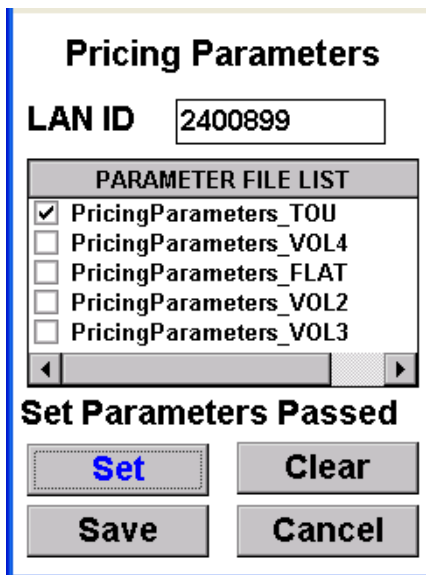 Pricing Parameters
LAN ID 2400899
PARAMETER FILE LIST
PricingParameters_TOU
PricingParameters_VOL4
PricingParameters_FLAT
PricingParameters_VOL2
PricingParameters_VOL3
Set Parameters Passed
Set Clear
Save Cancel